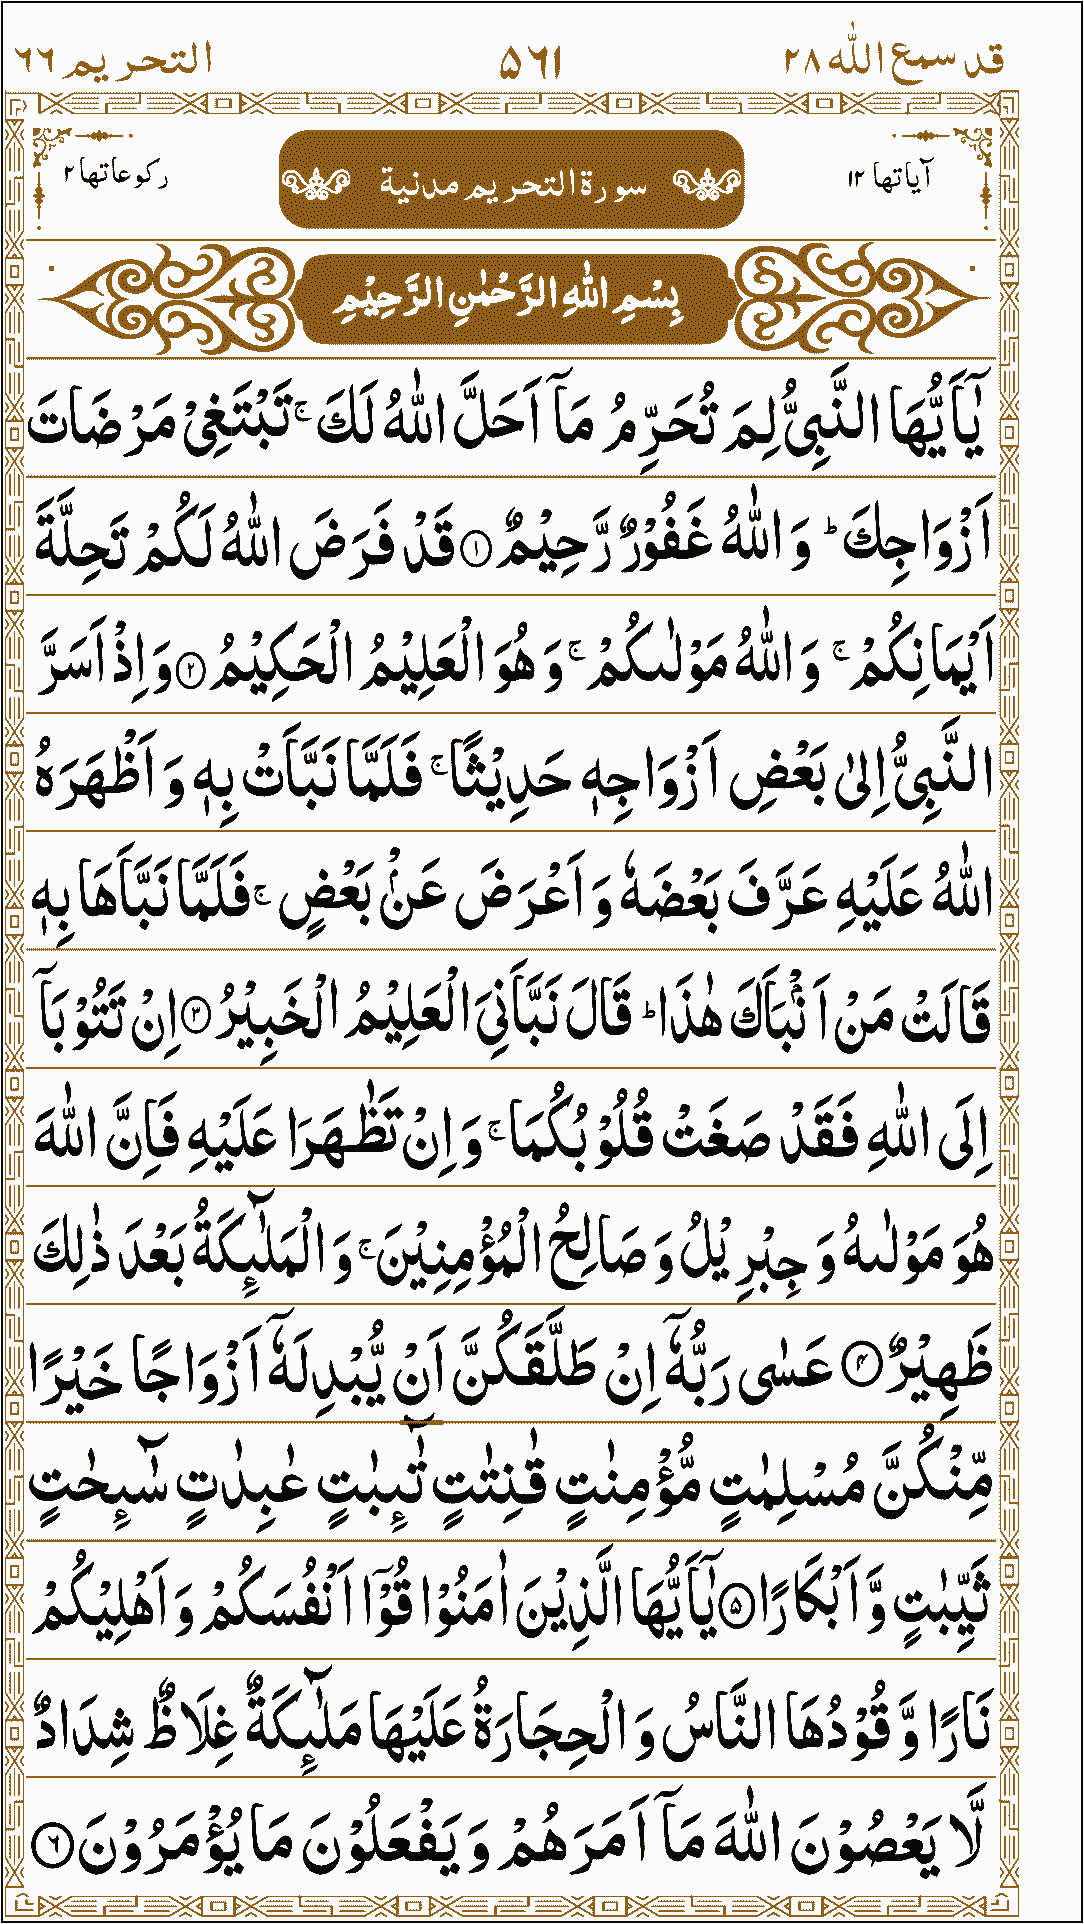 قد سمع الله ٢٨ ٥٦١ التحريم ٦٦
آياتها ١٢ سورة التحريم مدنية ركوعاتها ٢
بِسْمِ اللّٰهِ الرَّحْمٰنِ الرَّحِيْمِ
يٰۤاَيُّهَا النَّبِيُّ لِمَ تُحَرِّمُ مَاۤ اَحَلَّ اللّٰهُ لَكَ ۚ تَبْتَغِيْ مَرْضَاتَ
اَزْوَاجِكَ ؕ وَ اللّٰهُ غَفُوْرٌ رَّحِيْمٌ ۝١ قَدْ فَرَضَ اللّٰهُ لَكُمْ تَحِلَّةَ
اَيْمَانِكُمْ ۚ وَ اللّٰهُ مَوْلٰىكُمْ ۚ وَ هُوَ الْعَلِيْمُ الْحَكِيْمُ ۝٢ وَ اِذْ اَسَرَّ
النَّبِيُّ اِلٰى بَعْضِ اَزْوَاجِهٖ حَدِيْثًا ۚ فَلَمَّا نَبَّاَتْ بِهٖ وَ اَظْهَرَهُ
اللّٰهُ عَلَيْهِ عَرَّفَ بَعْضَهٗ وَ اَعْرَضَ عَنْۢ بَعْضٍ ۚ فَلَمَّا نَبَّاَهَا بِهٖ
قَالَتْ مَنْ اَنْۢبَاَكَ هٰذَا ؕ قَالَ نَبَّاَنِيَ الْعَلِيْمُ الْخَبِيْرُ ۝٣ اِنْ تَتُوْبَاۤ
اِلَى اللّٰهِ فَقَدْ صَغَتْ قُلُوْبُكُمَا ۚ وَ اِنْ تَظٰهَرَا عَلَيْهِ فَاِنَّ اللّٰهَ
هُوَ مَوْلٰىهُ وَ جِبْرِيْلُ وَ صَالِحُ الْمُؤْمِنِيْنَ ۚ وَ الْمَلٰٓىِٕكَةُ بَعْدَ ذٰلِكَ
ظَهِيْرٌ ۝٤ عَسٰى رَبُّهٗۤ اِنْ طَلَّقَكُنَّ اَنْ يُّبْدِلَهٗۤ اَزْوَاجًا خَيْرًا
مِّنْكُنَّ مُسْلِمٰتٍ مُّؤْمِنٰتٍ قٰنِتٰتٍ تٰٓىِٕبٰتٍ عٰبِدٰتٍ سٰٓىِٕحٰتٍ
ثَيِّبٰتٍ وَّ اَبْكَارًا ۝٥ يٰۤاَيُّهَا الَّذِيْنَ اٰمَنُوْا قُوْۤا اَنْفُسَكُمْ وَ اَهْلِيْكُمْ
نَارًا وَّ قُوْدُهَا النَّاسُ وَ الْحِجَارَةُ عَلَيْهَا مَلٰٓىِٕكَةٌ غِلَاظٌ شِدَادٌ
لَّا يَعْصُوْنَ اللّٰهَ مَاۤ اَمَرَهُمْ وَ يَفْعَلُوْنَ مَا يُؤْمَرُوْنَ ۝٦